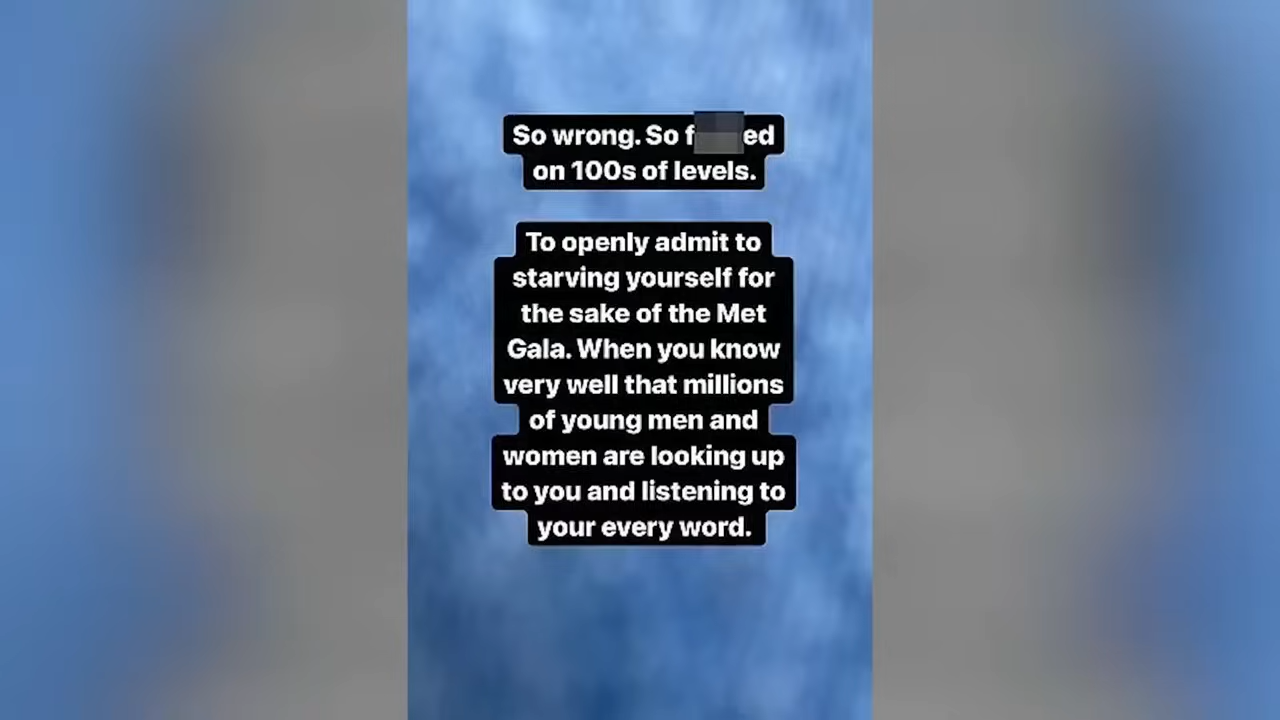 So wrong. So f ed
on 100s of levels.
To openly admit to
starving yourself for
the sake of the Met
Gala. When you know
very well that millions
of young men and
women are looking up
to you and listening to
your every word.